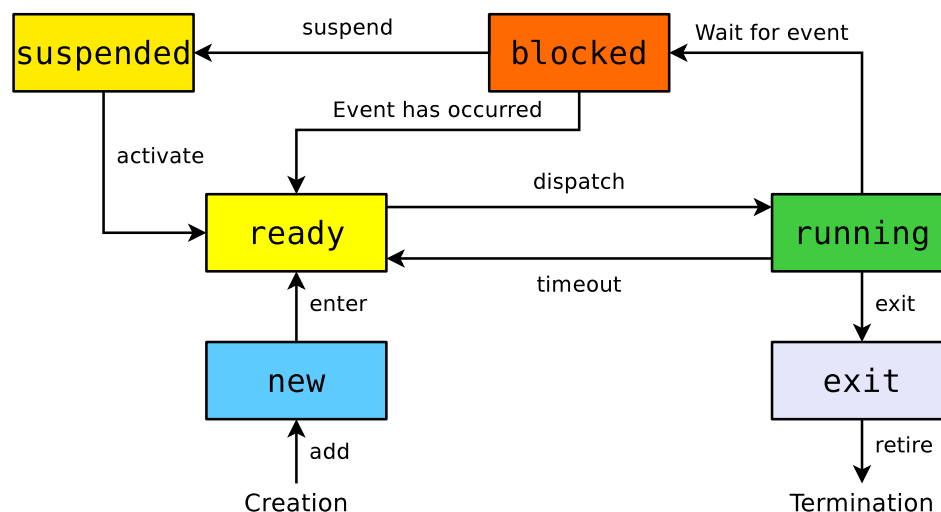 suspend
Wait for event
suspended
blocked
Event has occurred
activate
dispatch
ready
running
timeout
enter
exit
new
exit
add
retire
Creation
Termination